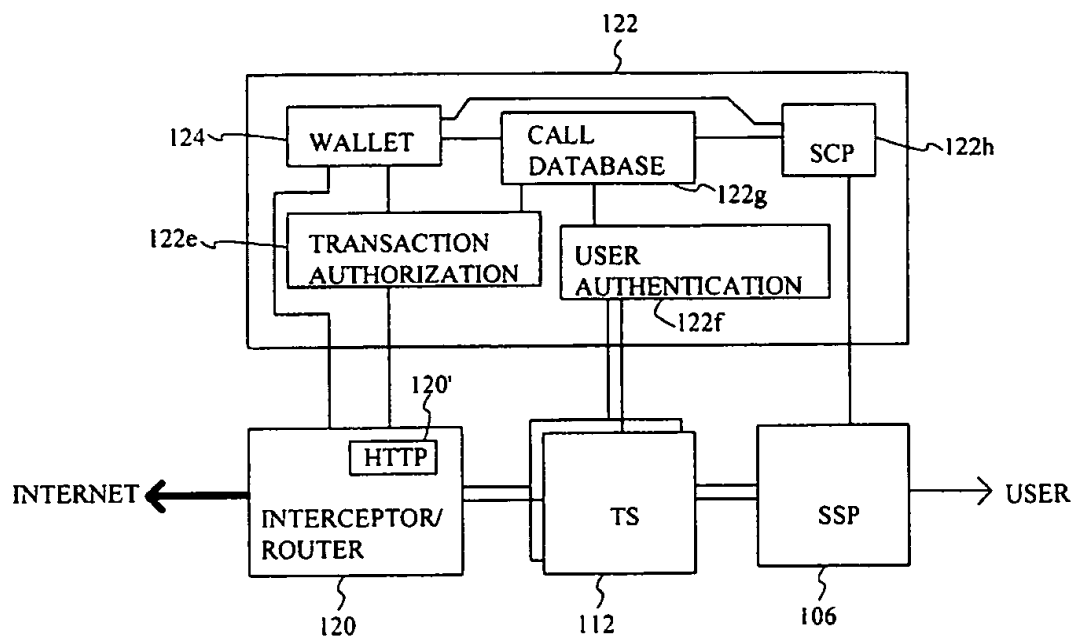 122
124
WALLET
CALL
DATABASE
SCP
122h
122g
122e
TRANSACTION
AUTHORIZATION
USER
AUTHENTICATION
122f
120'
HTTP
INTERNET
INTERCEPTOR/
ROUTER
TS
SSP
USER
120
112
106